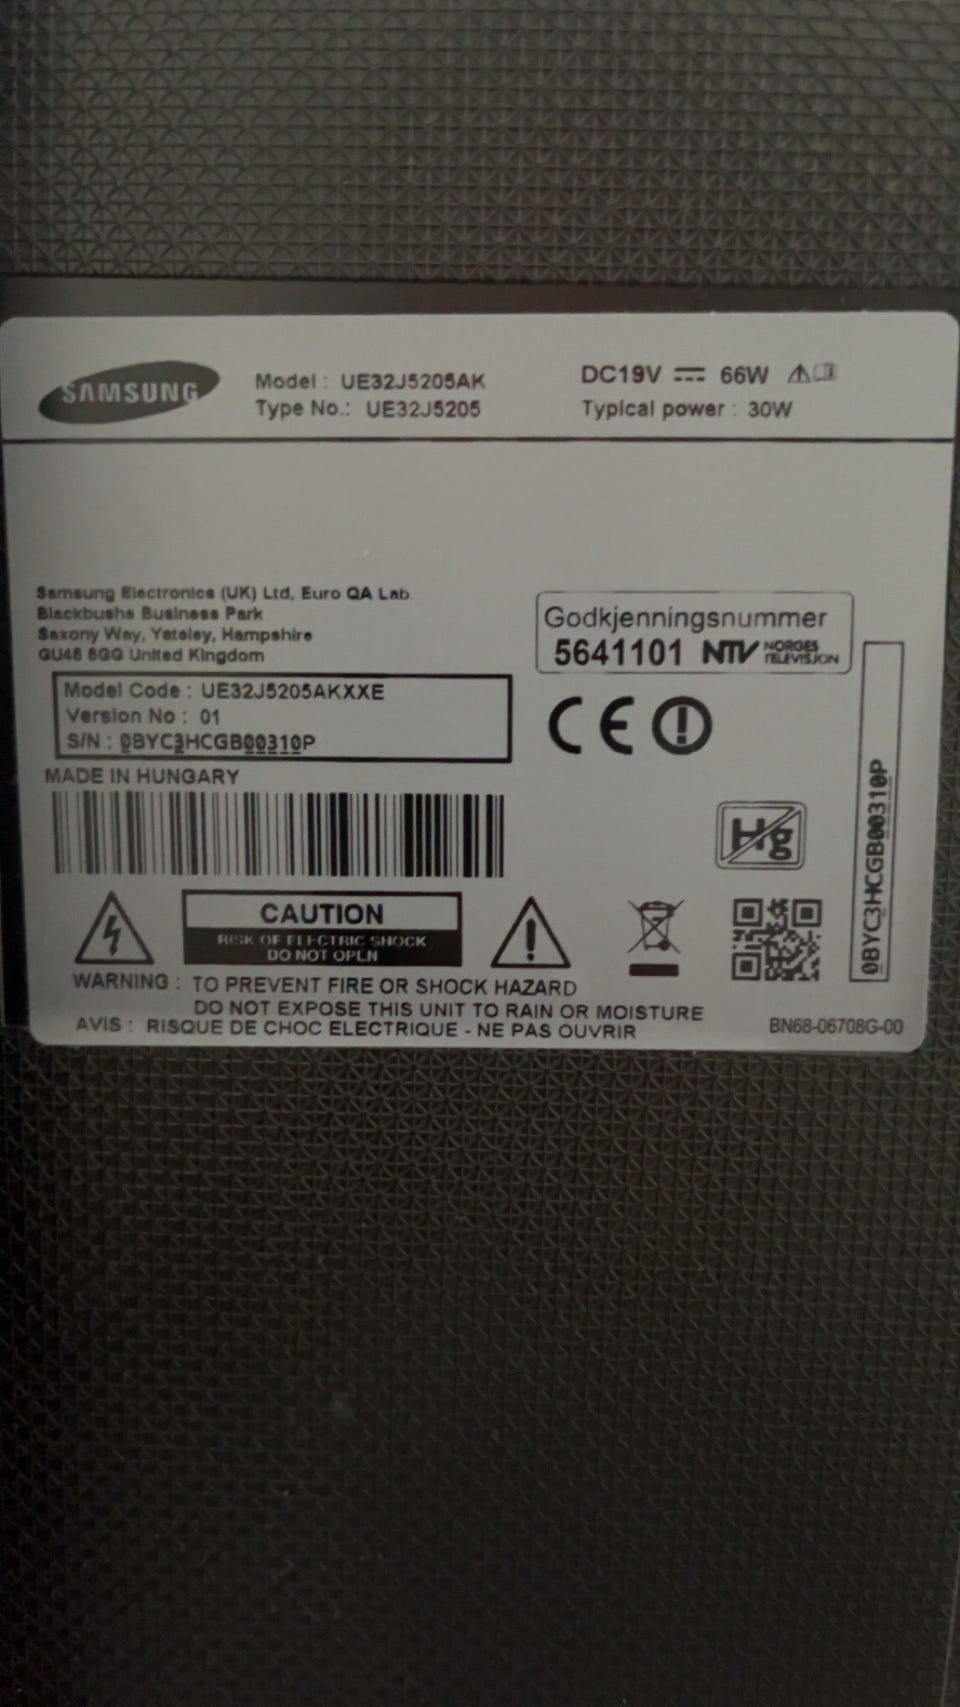 SAMSUNG
Model : UE32J5205AK
Type No.: UE32J5205
DC19V 66W
Typical power : 30W
Samsung Electronics (UK) Ltd, Euro QA Lab.
Blackbushe Business Park
Saxony Way, Yateley, Hampshire
GU46 6GG United Kingdom
Godkjenningsnummer
5641101 NTV NORGES TELEVISJON
Model Code : UE32J5205AKXXE
Version No : 01
S/N : 0BYC3HCGB00310P
MADE IN HUNGARY
CE
Hg
0BYC3HCGB00310P
CAUTION
RISK OF ELECTRIC SHOCK
DO NOT OPEN
WARNING : TO PREVENT FIRE OR SHOCK HAZARD
DO NOT EXPOSE THIS UNIT TO RAIN OR MOISTURE
AVIS : RISQUE DE CHOC ELECTRIQUE - NE PAS OUVRIR
BN68-06708G-00